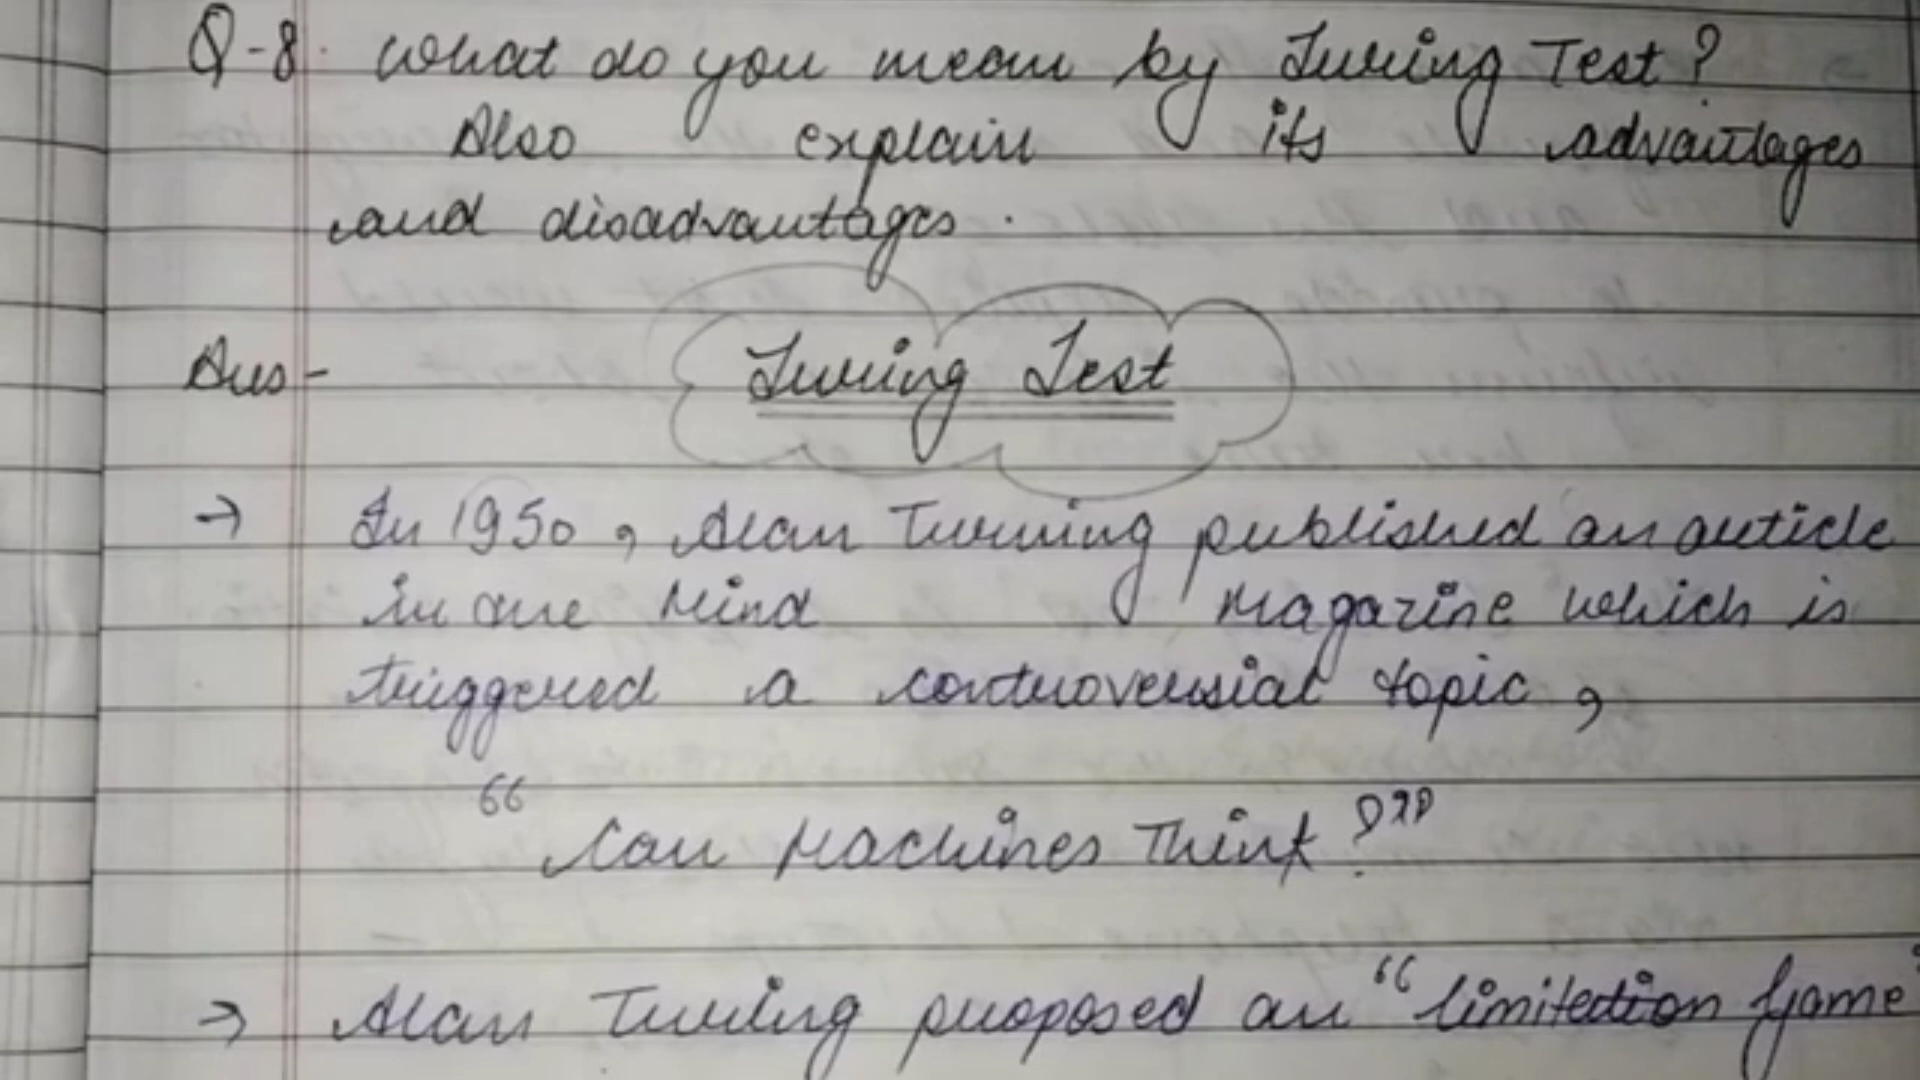 Q-8. What do you mean by Turing Test?
Also explain its advantages
and disadvantages.
Ans- Turing Test
→ In 1950, Alan Turning published an article
in one Mind Magazine which is
triggered a controversial topic,
"Can Machines Think?"
→ Alan Turing proposed an "limitedtion Game"